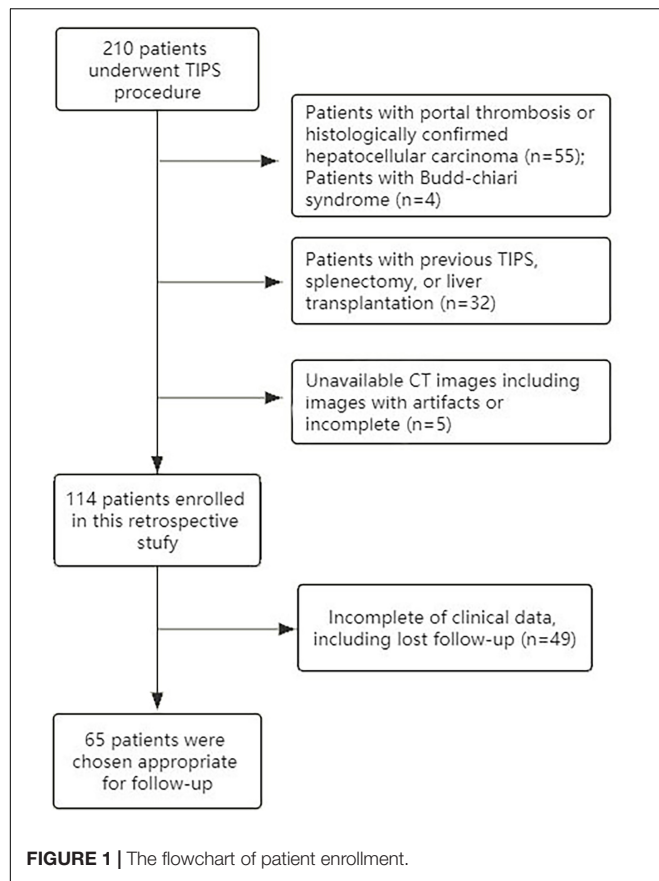 210 patients
underwent TIPS
procedure
Patients with portal thrombosis or
histologically confirmed
hepatocellular carcinoma (n=55);
Patients with Budd-chiari
syndrome (n=4)
Patients with previous TIPS,
splenectomy, or liver
transplantation (n=32)
Unavailable CT images including
images with artifacts or
incomplete (n=5)
114 patients enrolled
in this retrospective
stufy
Incomplete of clinical data,
including lost follow-up (n=49)
65 patients were
chosen appropriate
for follow-up
FIGURE 1 | The flowchart of patient enrollment.